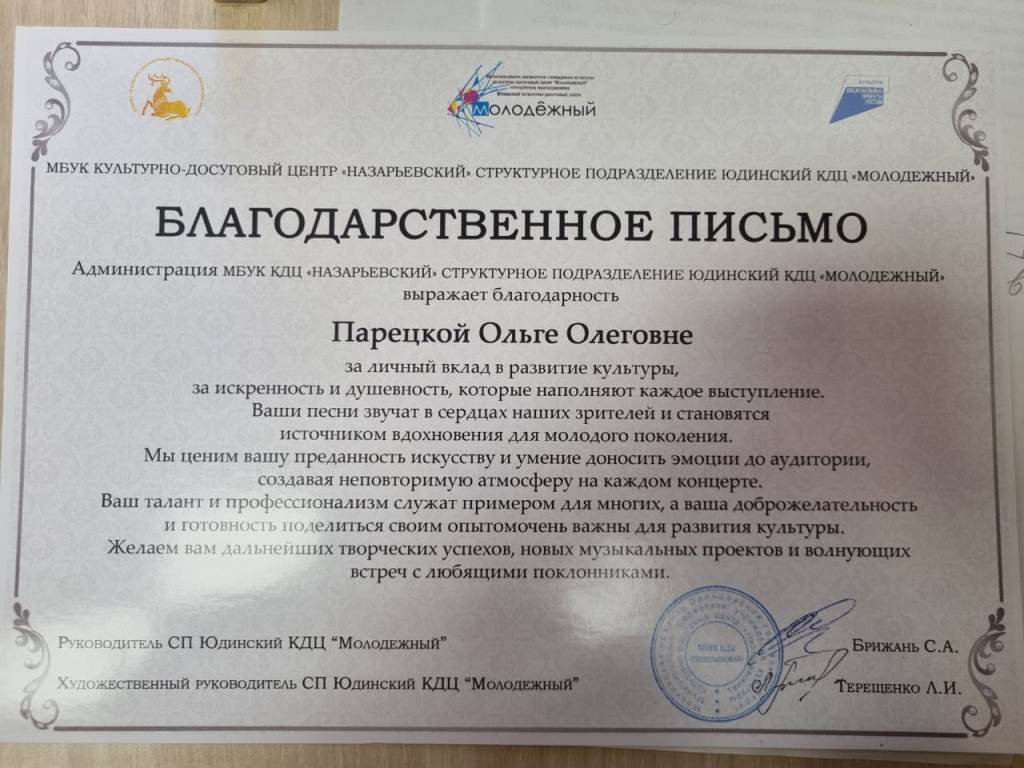 МОЛОДЁЖНЫЙ
МБУК КУЛЬТУРНО-ДОСУГОВЫЙ ЦЕНТР «НАЗАРЬЕВСКИЙ» СТРУКТУРНОЕ ПОДРАЗДЕЛЕНИЕ ЮДИНСКИЙ КДЦ «МОЛОДЕЖНЫЙ»
БЛАГОДАРСТВЕННОЕ ПИСЬМО
Администрация МБУК КДЦ «НАЗАРЬЕВСКИЙ» СТРУКТУРНОЕ ПОДРАЗДЕЛЕНИЕ ЮДИНСКИЙ КДЦ «МОЛОДЕЖНЫЙ»
выражает благодарность
Парецкой Ольге Олеговне
за личный вклад в развитие культуры,
за искренность и душевность, которые наполняют каждое выступление.
Ваши песни звучат в сердцах наших зрителей и становятся
источником вдохновения для молодого поколения.
Мы ценим вашу преданность искусству и умение доносить эмоции до аудитории,
создавая неповторимую атмосферу на каждом концерте.
Ваш талант и профессионализм служат примером для многих, а ваша доброжелательность
и готовность поделиться своим опытомочень важны для развития культуры.
Желаем вам дальнейших творческих успехов, новых музыкальных проектов и волнующих
встреч с любящими поклонниками.
Руководитель СП Юдинский КДЦ "Молодежный" Брижань С.А.
Художественный руководитель СП Юдинский КДЦ "Молодежный" Терещенко Л.И.